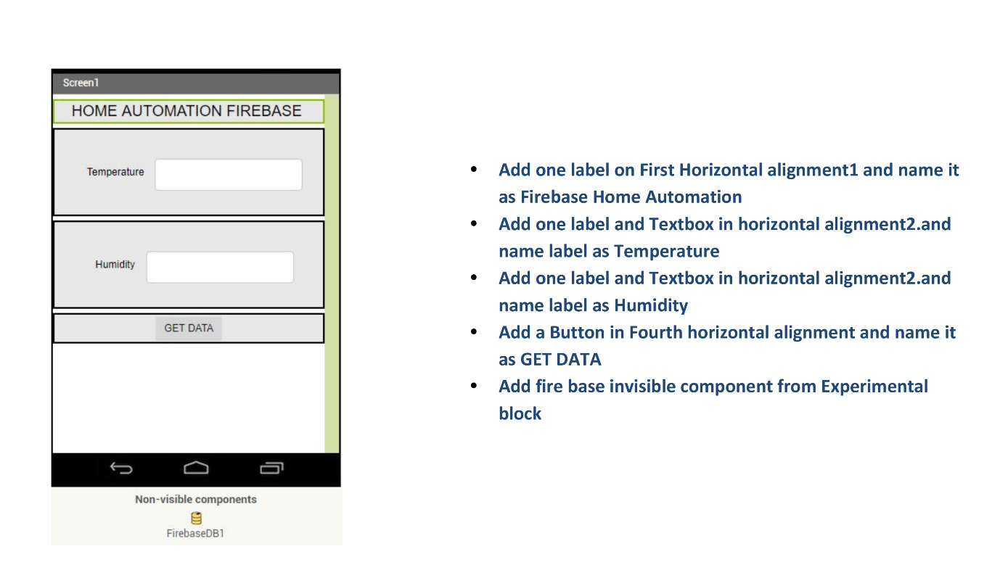 Screen1
HOME AUTOMATION FIREBASE
Temperature
Humidity
GET DATA
Non-visible components
FirebaseDB1
• Add one label on First Horizontal alignment1 and name it
as Firebase Home Automation
• Add one label and Textbox in horizontal alignment2.and
name label as Temperature
• Add one label and Textbox in horizontal alignment2.and
name label as Humidity
• Add a Button in Fourth horizontal alignment and name it
as GET DATA
• Add fire base invisible component from Experimental
block